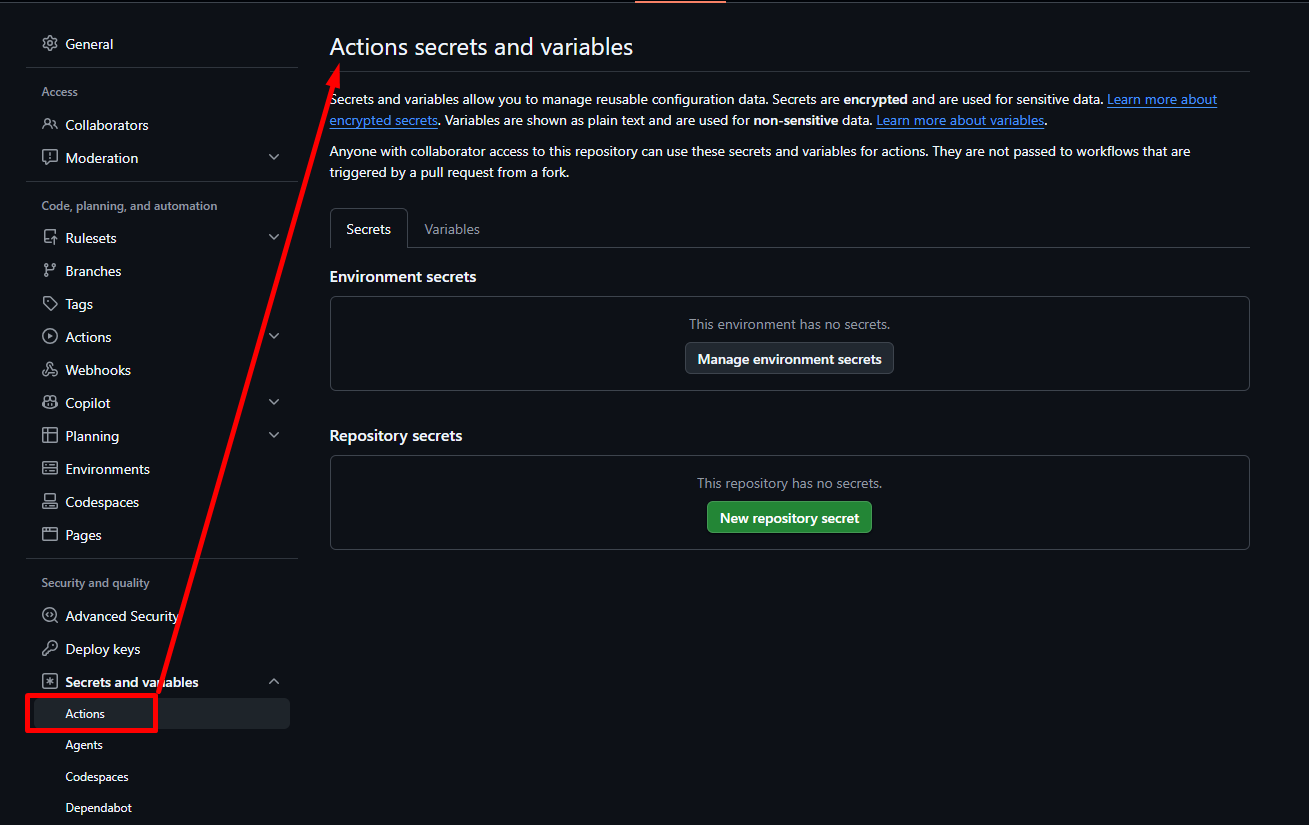 General
Access
Collaborators
Moderation
Code, planning, and automation
Rulesets
Branches
Tags
Actions
Webhooks
Copilot
Planning
Environments
Codespaces
Pages
Security and quality
Advanced Security
Deploy keys
Secrets and variables
Actions
Agents
Codespaces
Dependabot
Actions secrets and variables
Secrets and variables allow you to manage reusable configuration data. Secrets are encrypted and are used for sensitive data. Learn more about
encrypted secrets. Variables are shown as plain text and are used for non-sensitive data. Learn more about variables.
Anyone with collaborator access to this repository can use these secrets and variables for actions. They are not passed to workflows that are
triggered by a pull request from a fork.
Secrets Variables
Environment secrets
This environment has no secrets.
Manage environment secrets
Repository secrets
This repository has no secrets.
New repository secret